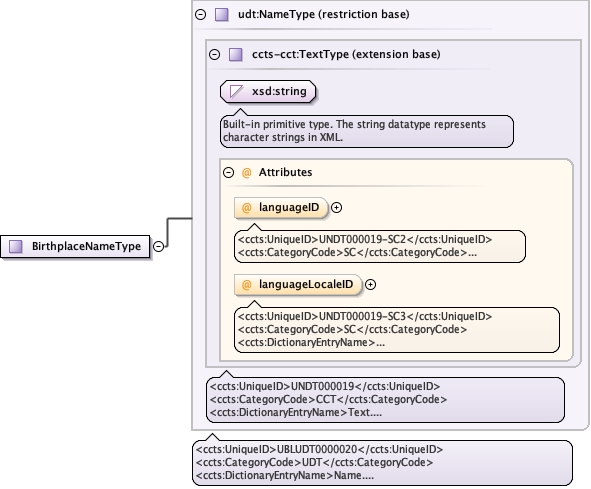 udt:NameType (restriction base)
ccts-cct:TextType (extension base)
xsd:string
Built-in primitive type. The string datatype represents
character strings in XML.
@ Attributes
@ languageID
<ccts:UniqueID>UNDT000019-SC2</ccts:UniqueID>
<ccts:CategoryCode>SC</ccts:CategoryCode>...
@ languageLocaleID
<ccts:UniqueID>UNDT000019-SC3</ccts:UniqueID>
<ccts:CategoryCode>SC</ccts:CategoryCode>
<ccts:DictionaryEntryName>...
BirthplaceNameType
<ccts:UniqueID>UNDT000019</ccts:UniqueID>
<ccts:CategoryCode>CCT</ccts:CategoryCode>
<ccts:DictionaryEntryName>Text....
<ccts:UniqueID>UBLUDT0000020</ccts:UniqueID>
<ccts:CategoryCode>UDT</ccts:CategoryCode>
<ccts:DictionaryEntryName>Name....